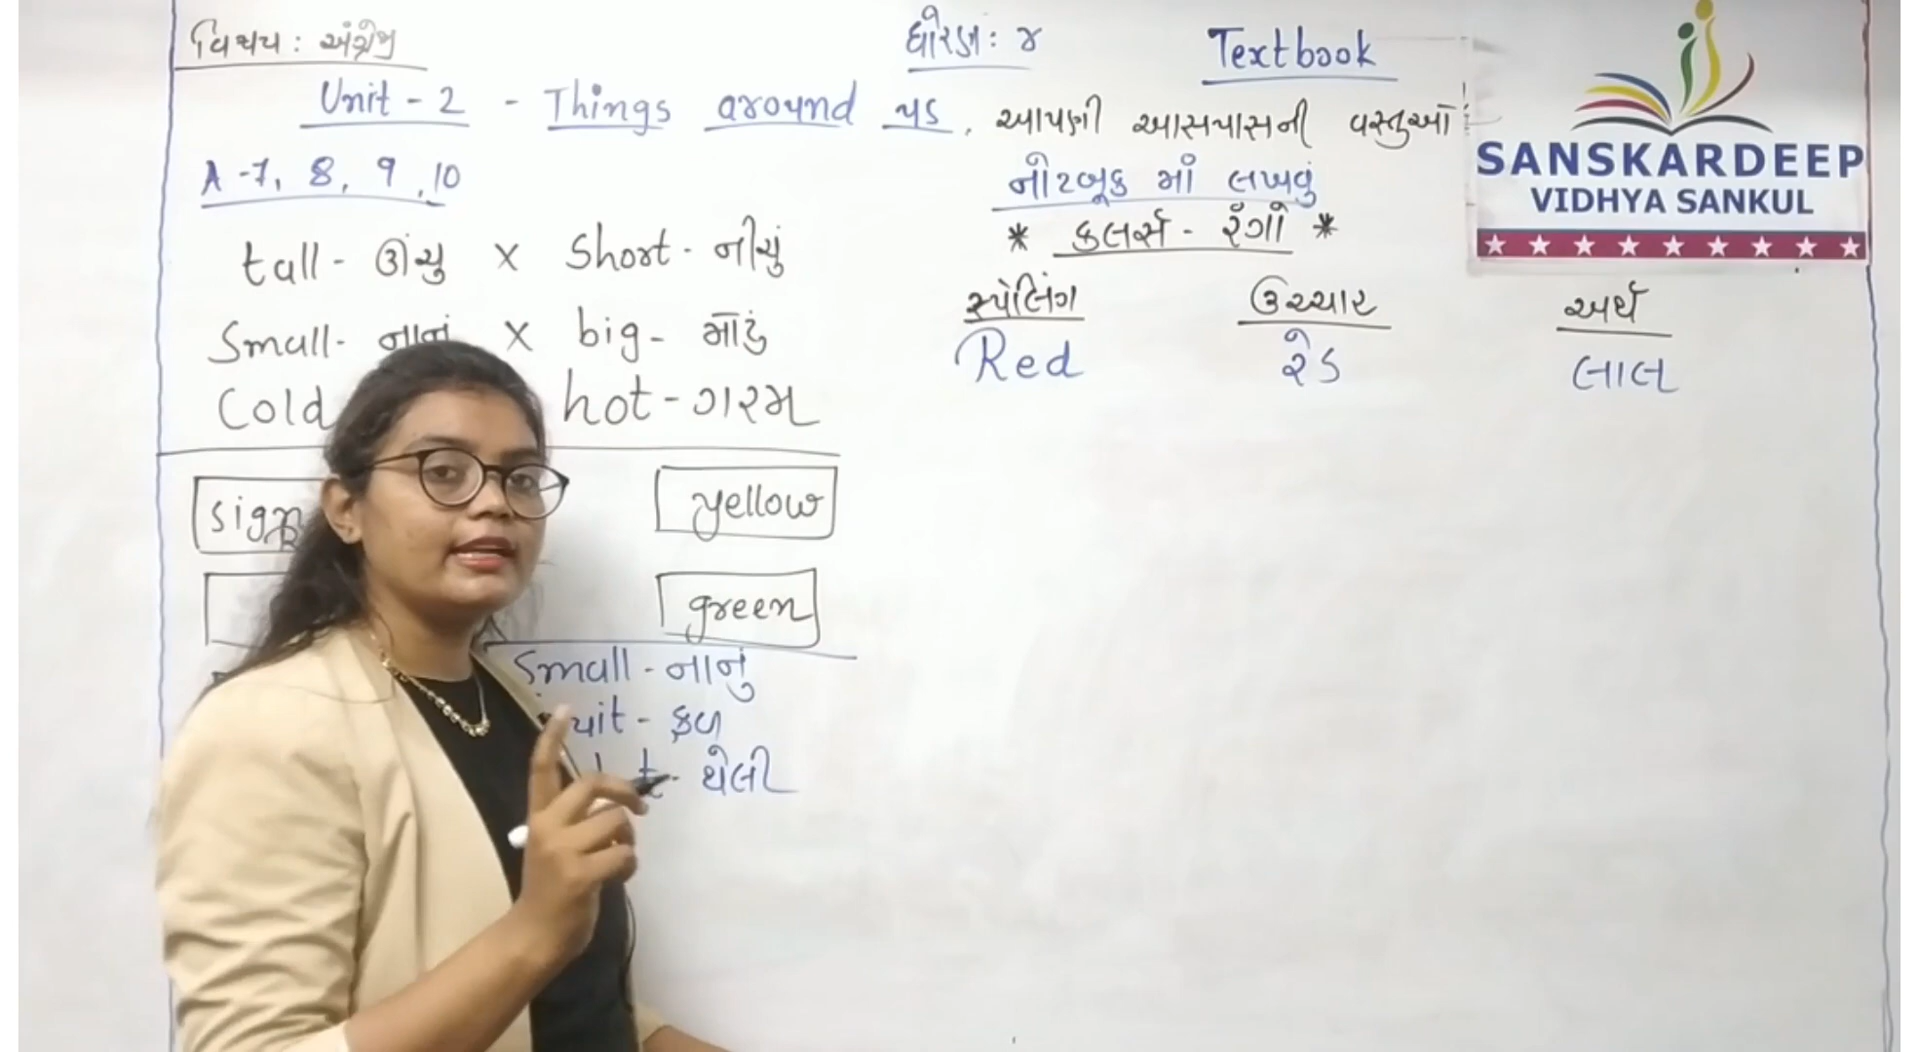 વિષય : અંગ્રેજી
ધોરણ : ૪
Textbook
Unit - 2 - Things around us. આપણી આસપાસની વસ્તુઓ
A -7, 8, 9, 10
tall - ઊંચુ x Short - નીચું
Small - નાનું x big - મોટું
Cold hot - ગરમ
sign
yellow
green
Small - નાનું
- ફળ
- થેલી
નોટબૂક માં લખવું
* કલર્સ - રંગો *
સ્પેલિંગ ઉચ્ચાર અર્થ
Red રેડ લાલ
SANSKARDEEP
VIDHYA SANKUL